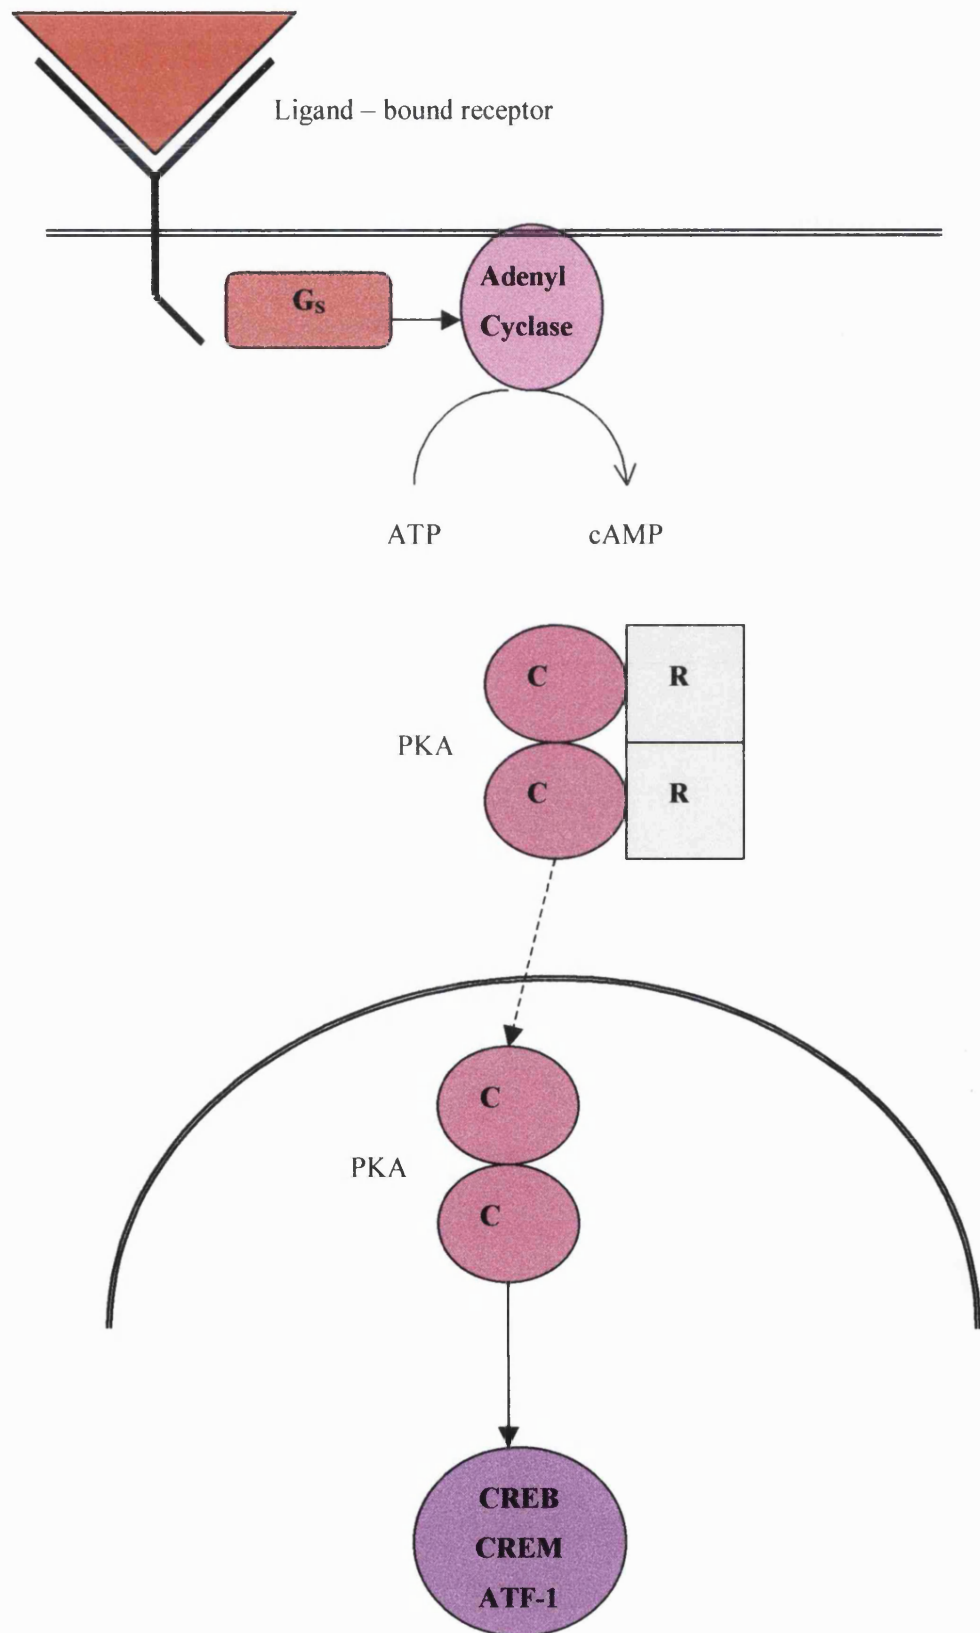 Ligand – bound receptor
Gs
Adenyl
Cyclase
ATP cAMP
C R
PKA
C R
C
PKA
C
CREB
CREM
ATF-1